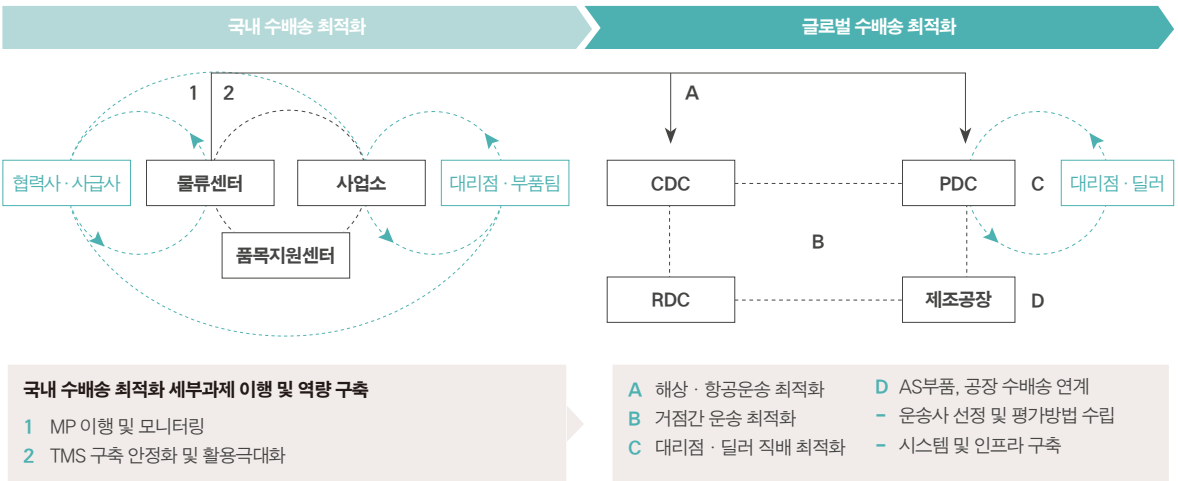 국내 수배송 최적화
글로벌 수배송 최적화
1
2
A
협력사 · 사급사
물류센터
사업소
대리점 · 부품팀
CDC
PDC
C
대리점 · 딜러
품목지원센터
B
RDC
제조공장
D
국내 수배송 최적화 세부과제 이행 및 역량 구축
1 MP 이행 및 모니터링
2 TMS 구축 안정화 및 활용극대화
A 해상 · 항공운송 최적화
B 거점간 운송 최적화
C 대리점 · 딜러 직배 최적화
D AS부품, 공장 수배송 연계
– 운송사 선정 및 평가방법 수립
– 시스템 및 인프라 구축